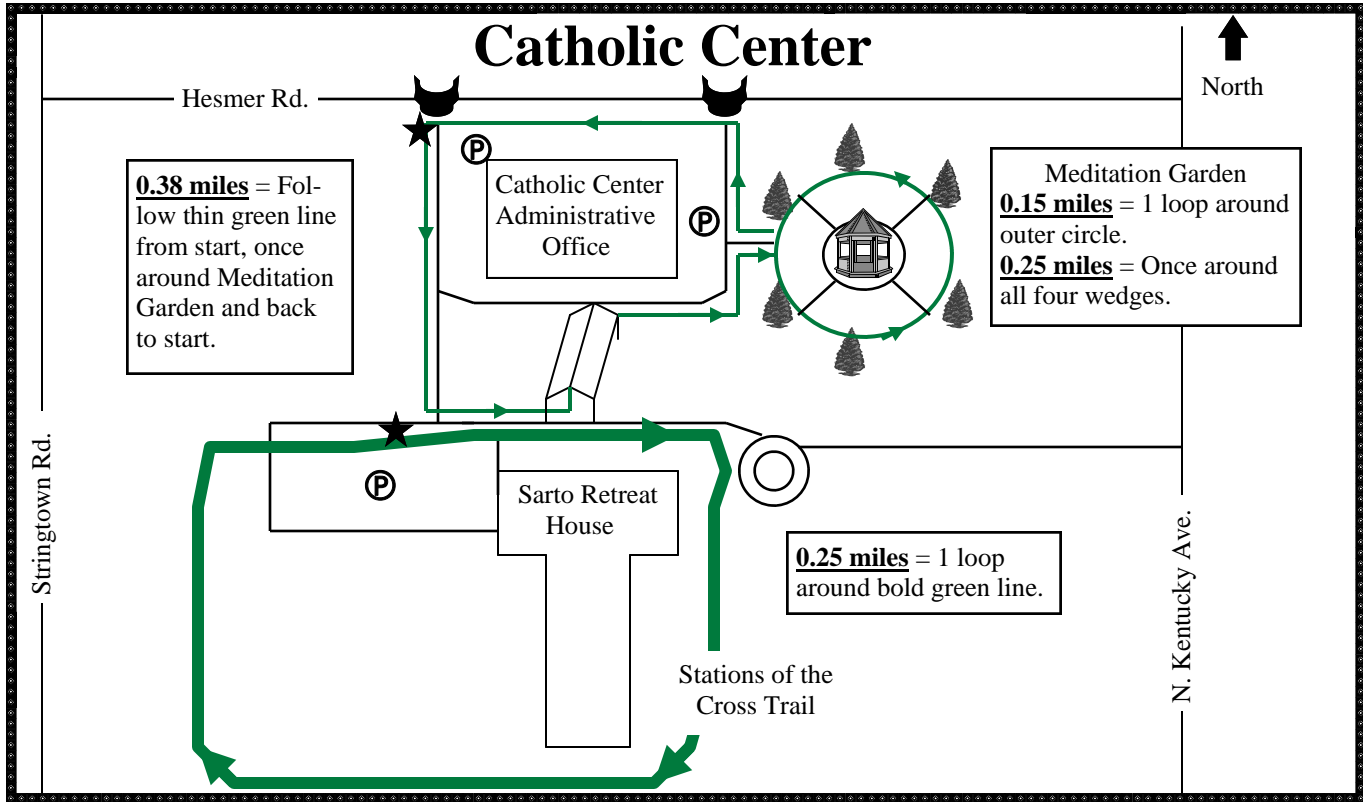 Catholic Center
North
Hesmer Rd.
P
Catholic Center
Administrative
Office
P
0.38 miles = Fol-
low thin green line
from start, once
around Meditation
Garden and back
to start.
Meditation Garden
0.15 miles = 1 loop around
outer circle.
0.25 miles = Once around
all four wedges.
Stringtown Rd.
P
Sarto Retreat
House
0.25 miles = 1 loop
around bold green line.
N. Kentucky Ave.
Stations of the
Cross Trail